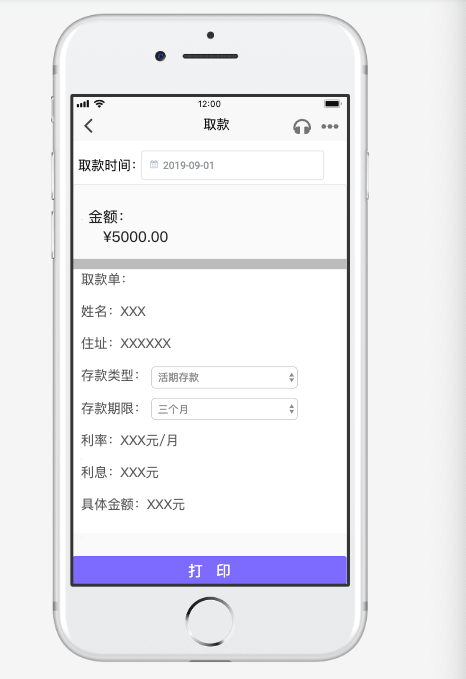 12:00
取款
取款时间： 2019-09-01
金额：
¥5000.00
取款单：
姓名：XXX
住址：XXXXXX
存款类型： 活期存款
存款期限： 三个月
利率：XXX元/月
利息：XXX元
具体金额：XXX元
打 印